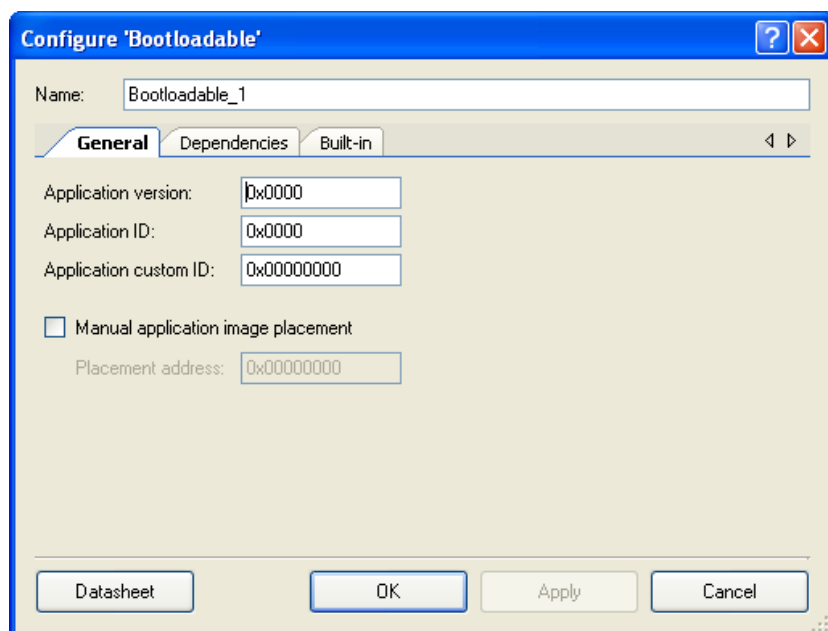 Configure 'Bootloadable'
Name: Bootloadable_1
General Dependencies Built-in
Application version: 0x0000
Application ID: 0x0000
Application custom ID: 0x00000000
Manual application image placement
Placement address: 0x00000000
Datasheet OK Apply Cancel